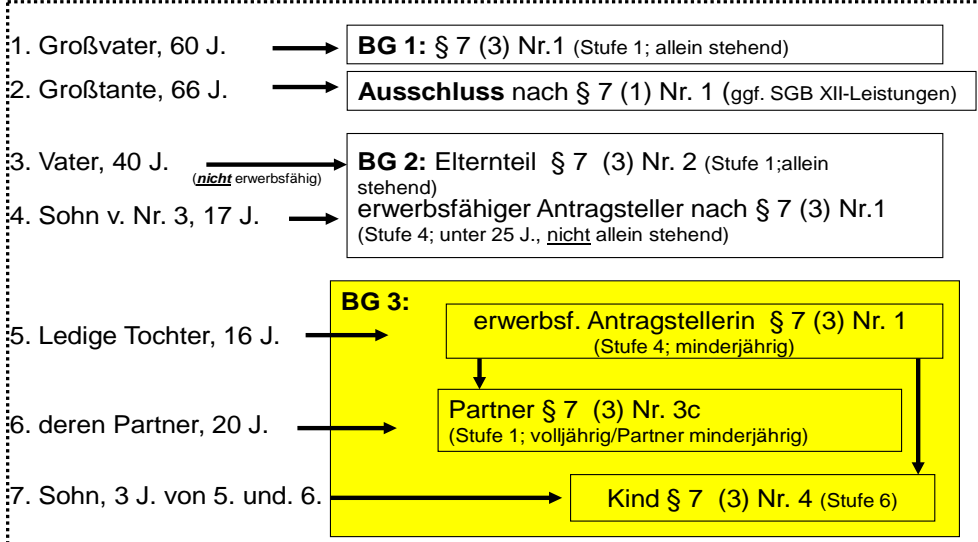 1. Großvater, 60 J.
BG 1: § 7 (3) Nr.1 (Stufe 1; allein stehend)
2. Großtante, 66 J.
Ausschluss nach § 7 (1) Nr. 1 (ggf. SGB XII-Leistungen)
3. Vater, 40 J.
(nicht erwerbsfähig)
BG 2: Elternteil § 7 (3) Nr. 2 (Stufe 1;allein
stehend)
4. Sohn v. Nr. 3, 17 J.
erwerbsfähiger Antragsteller nach § 7 (3) Nr.1
(Stufe 4; unter 25 J., nicht allein stehend)
BG 3:
5. Ledige Tochter, 16 J.
erwerbsf. Antragstellerin § 7 (3) Nr. 1
(Stufe 4; minderjährig)
6. deren Partner, 20 J.
Partner § 7 (3) Nr. 3c
(Stufe 1; volljährig/Partner minderjährig)
7. Sohn, 3 J. von 5. und. 6.
Kind § 7 (3) Nr. 4 (Stufe 6)